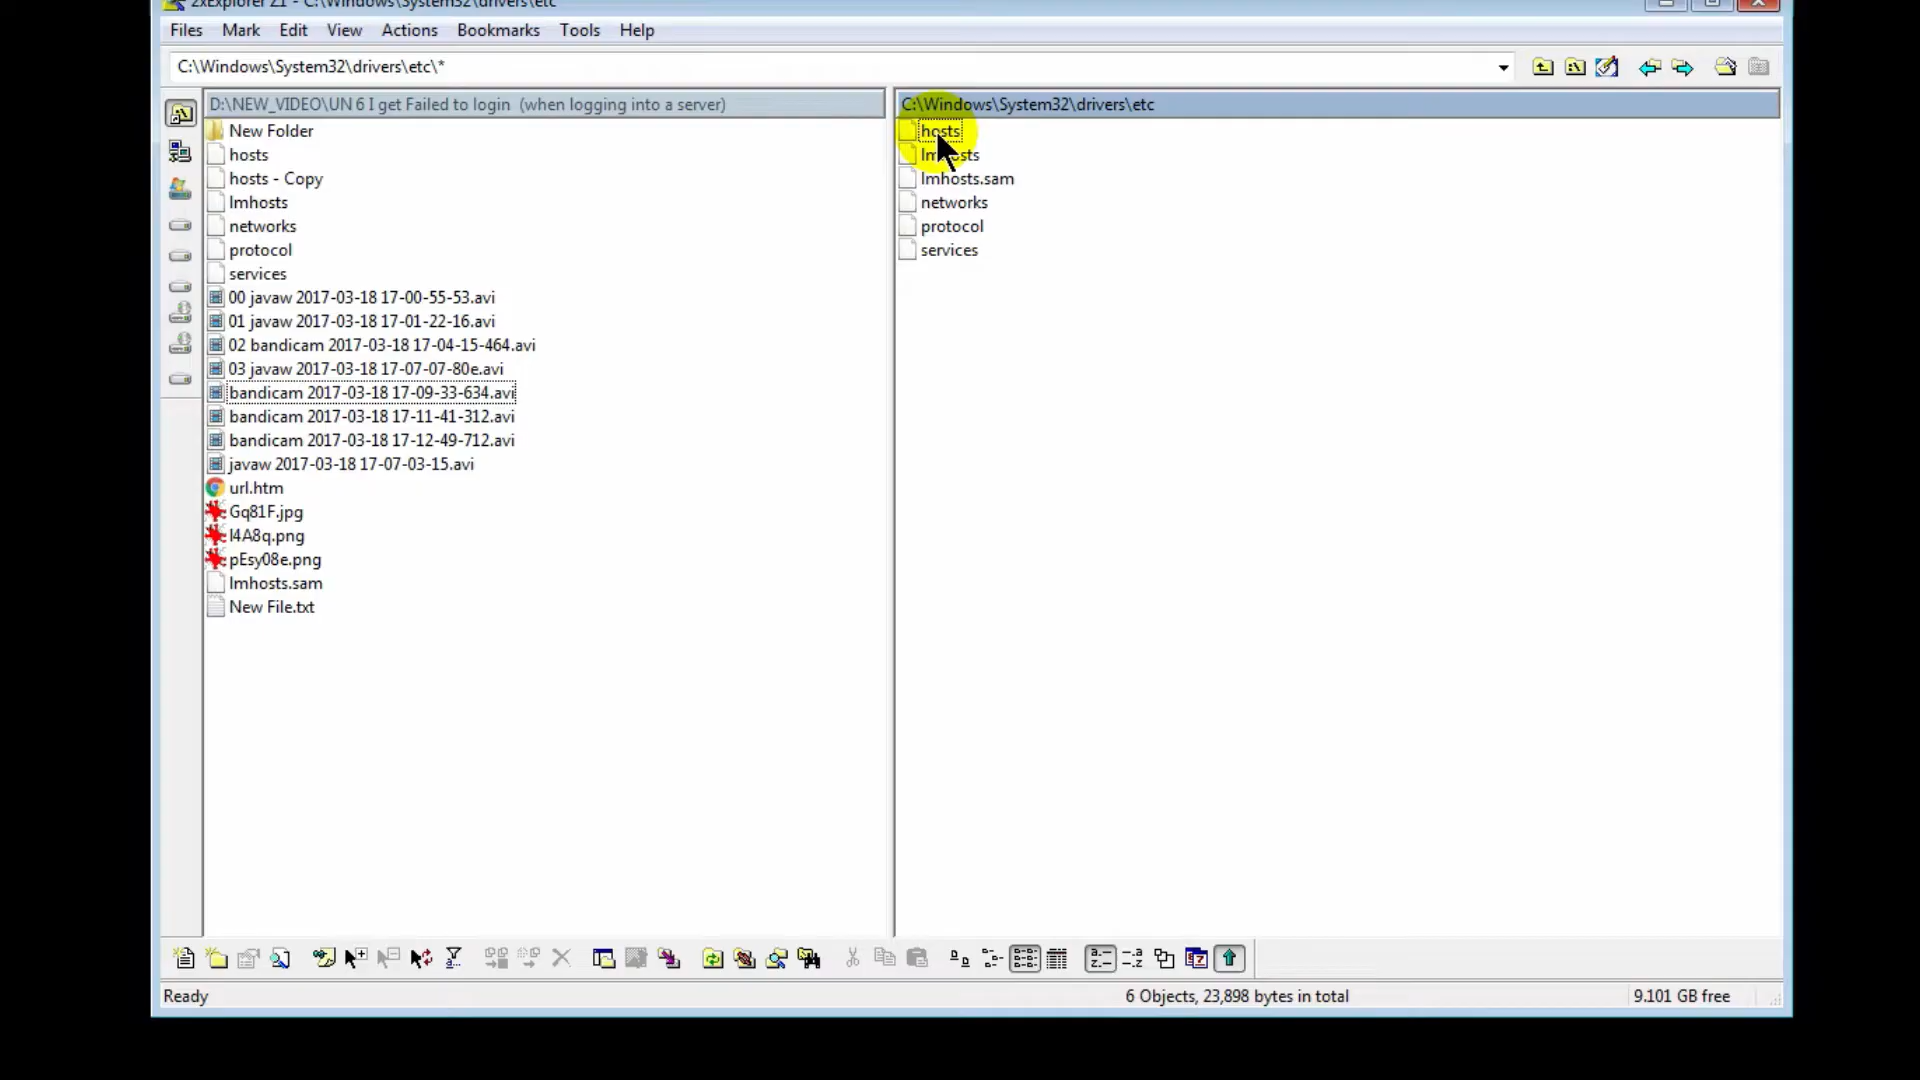 2xExplorer Z1 - C:\Windows\System32\drivers\etc
Files Mark Edit View Actions Bookmarks Tools Help
C:\Windows\System32\drivers\etc\*
D:\NEW_VIDEO\UN 6 I get Failed to login (when logging into a server)
New Folder
hosts
hosts - Copy
lmhosts
networks
protocol
services
00 javaw 2017-03-18 17-00-55-53.avi
01 javaw 2017-03-18 17-01-22-16.avi
02 bandicam 2017-03-18 17-04-15-464.avi
03 javaw 2017-03-18 17-07-07-80e.avi
bandicam 2017-03-18 17-09-33-634.avi
bandicam 2017-03-18 17-11-41-312.avi
bandicam 2017-03-18 17-12-49-712.avi
javaw 2017-03-18 17-07-03-15.avi
url.htm
Gq81F.jpg
l4A8q.png
pEsy08e.png
lmhosts.sam
New File.txt
C:\Windows\System32\drivers\etc
hosts
lmhosts
lmhosts.sam
networks
protocol
services
Ready
6 Objects, 23,898 bytes in total
9.101 GB free